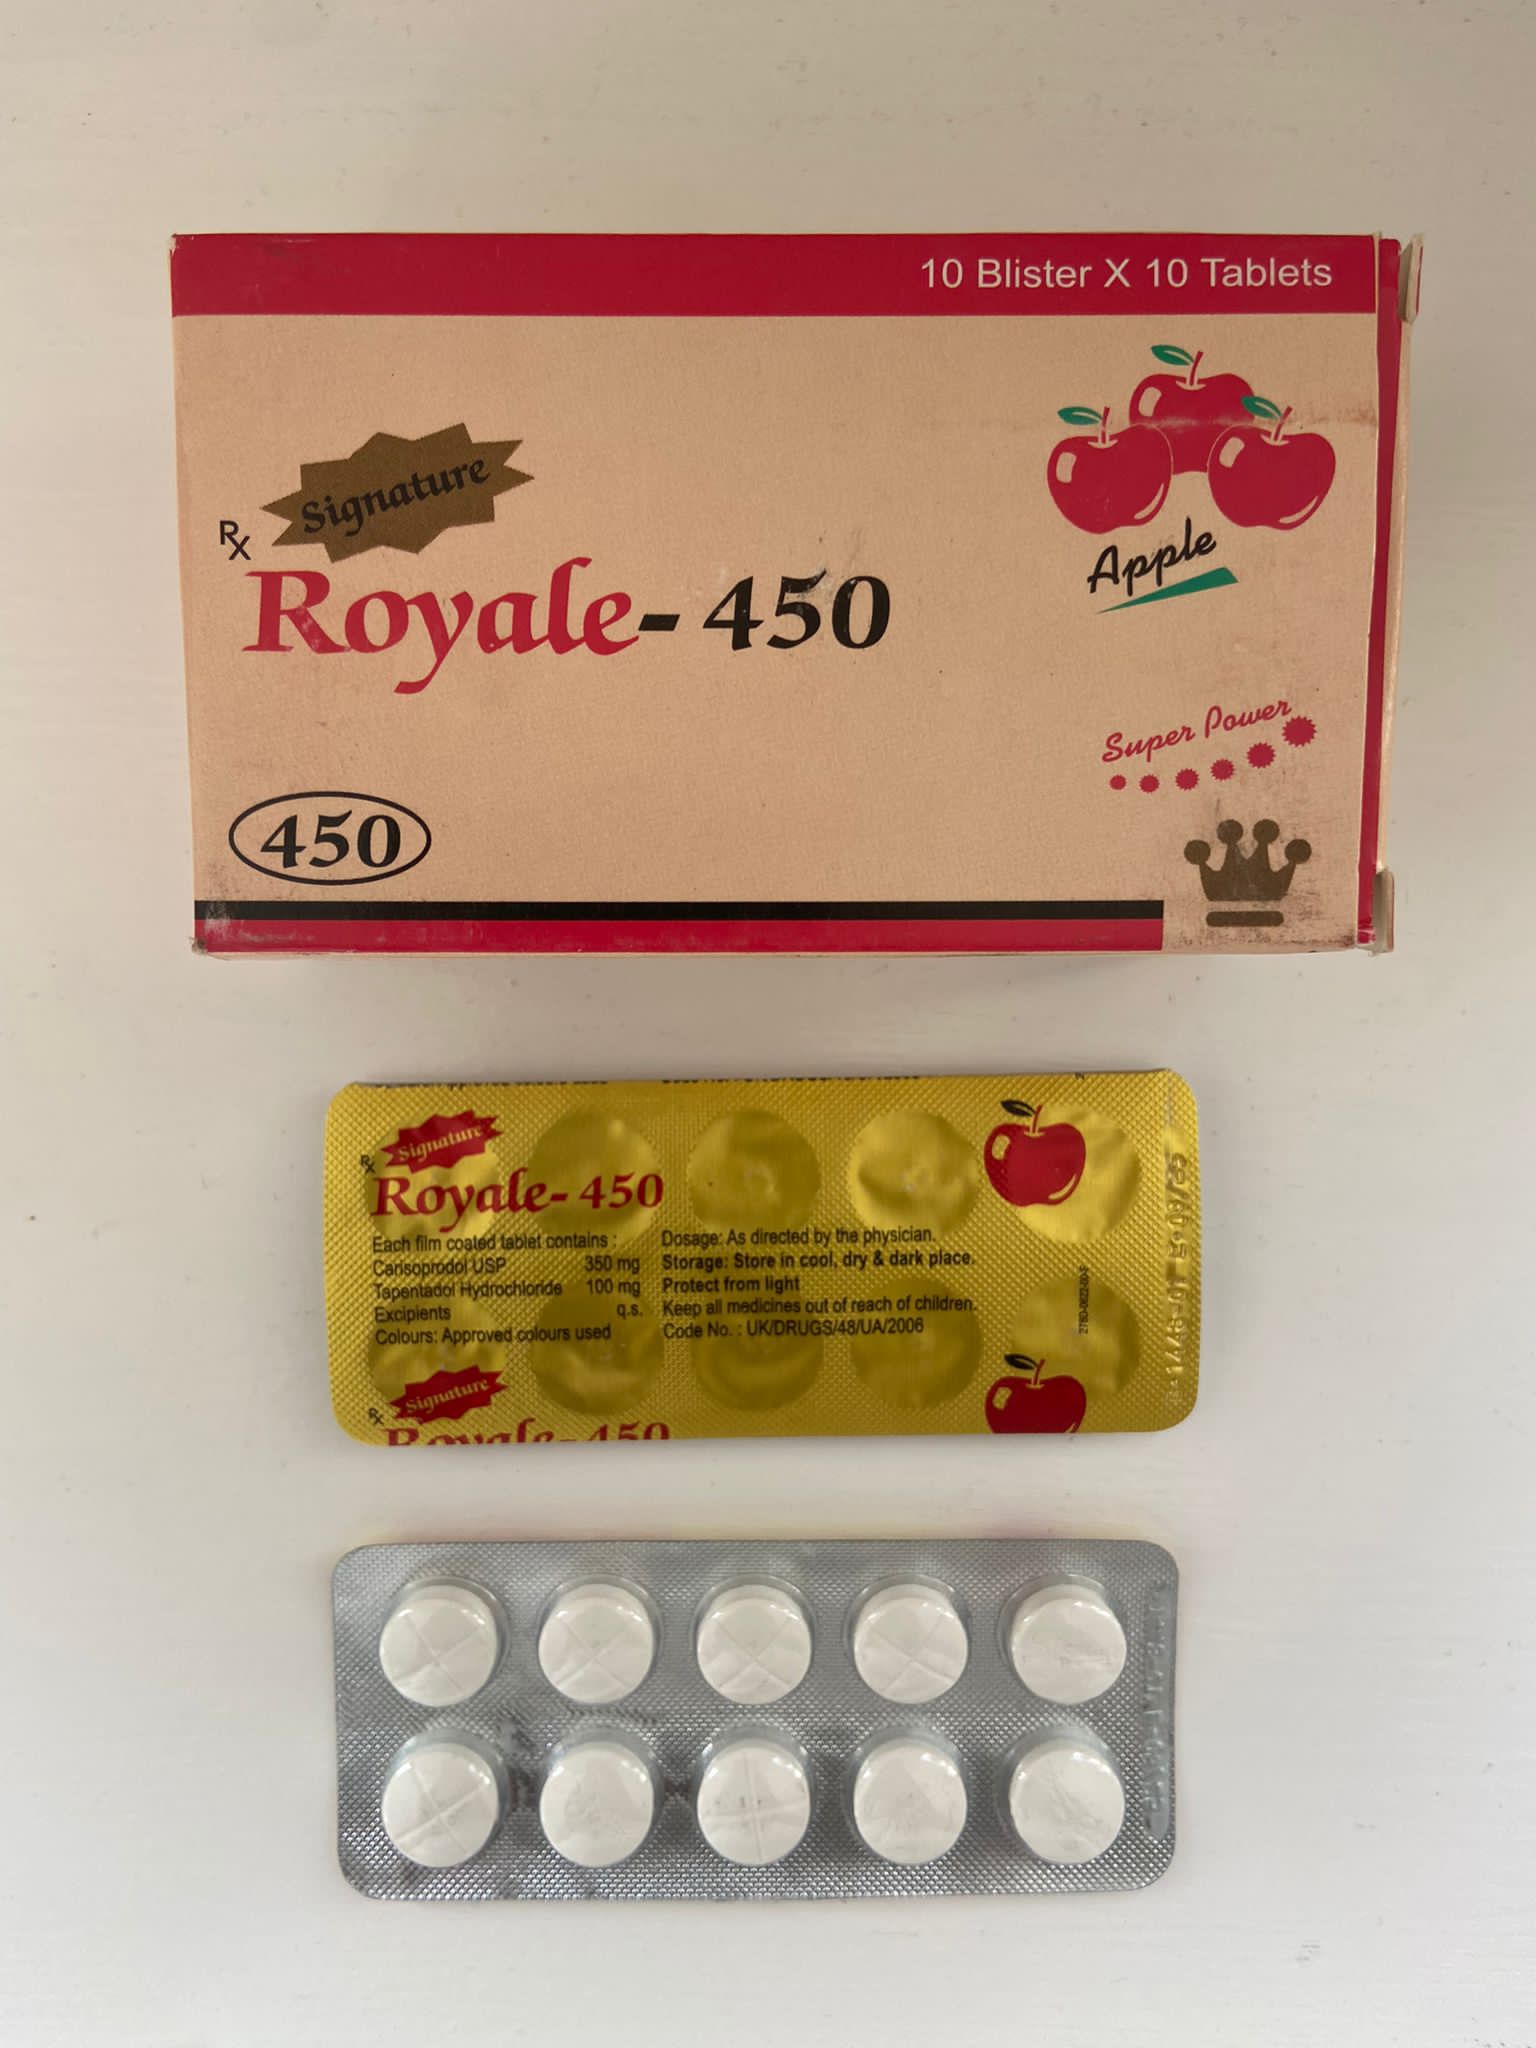 10 Blister X 10 Tablets
Signature
Rx
Royale- 450
Apple
Super Power
450
Signature
Rx
Royale- 450
Each film coated tablet contains :
Carisoprodol USP 350 mg
Tapentadol Hydrochloride 100 mg
Excipients q.s.
Colours: Approved colours used
Dosage: As directed by the physician.
Storage: Store in cool, dry & dark place.
Protect from light
Keep all medicines out of reach of children.
Code No. : UK/DRUGS/48/UA/2006
Signature
Rx
Royale- 450